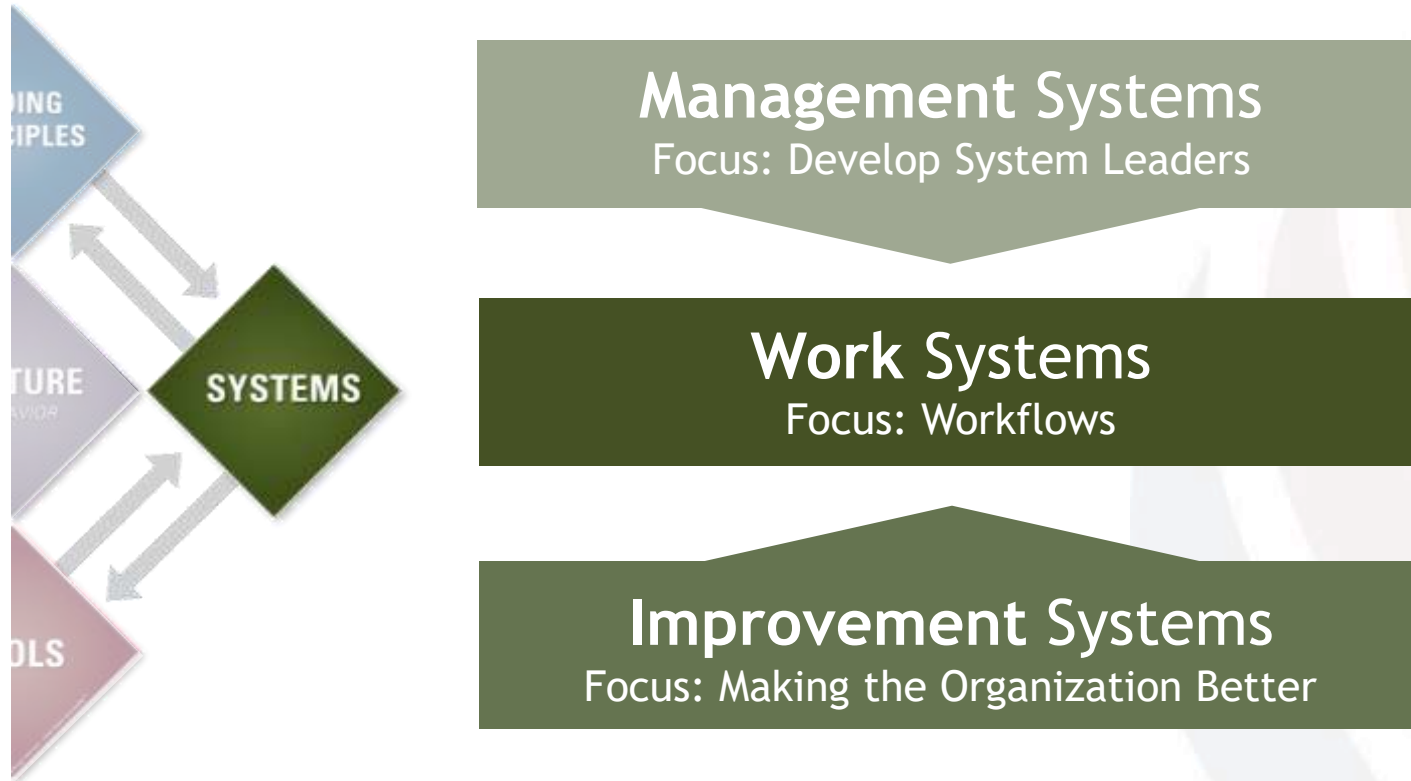 DING
CIPLES
TURE
AVIOR
SYSTEMS
OLS
Management Systems
Focus: Develop System Leaders
Work Systems
Focus: Workflows
Improvement Systems
Focus: Making the Organization Better